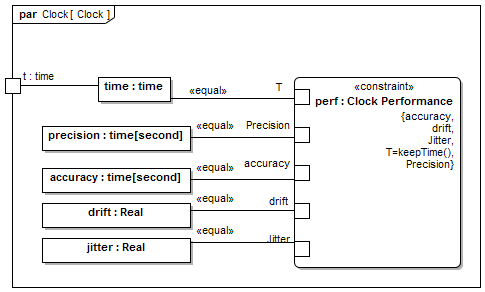 par Clock [ Clock ]
t : time
time : time
«equal»
T
«constraint»
perf : Clock Performance
{accuracy,
drift,
Jitter,
T=keepTime(),
Precision}
precision : time[second]
«equal»
Precision
accuracy : time[second]
«equal»
accuracy
drift : Real
«equal»
drift
jitter : Real
«equal»
Jitter